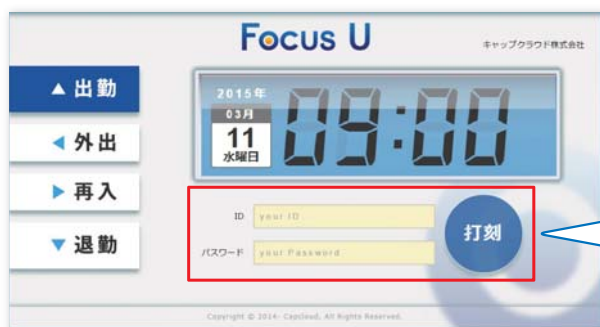 Focus U
キャップクラウド株式会社
▲ 出勤
◀ 外出
▶ 再入
▼ 退勤
2015年
03月
11
水曜日
09:00
ID
your ID
パスワード
your Password
打刻
Copyright © 2014- Capcloud, All Rights Reserved.